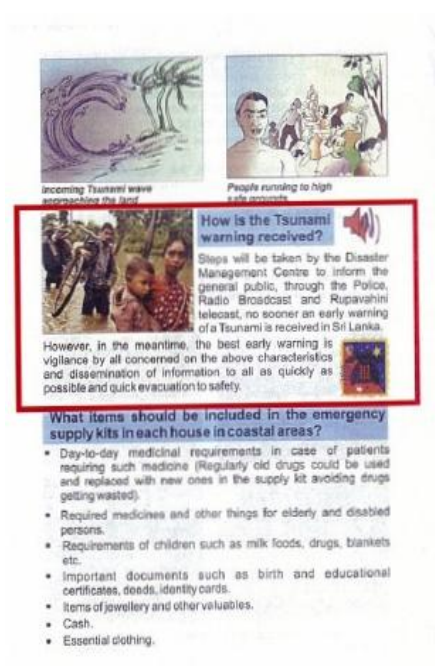 Incoming Tsunami wave
approaching the land
People running to high
safe grounds
How is the Tsunami
warning received?
Steps will be taken by the Disaster
Management Centre to inform the
general public, through the Police,
Radio Broadcast and Rupavahini
telecast, no sooner an early warning
of a Tsunami is received in Sri Lanka.
However, in the meantime, the best early warning is
vigilance by all concerned on the above characteristics
and dissemination of information to all as quickly as
possible and quick evacuation to safety.
What items should be included in the emergency
supply kits in each house in coastal areas?
• Day-to-day medicinal requirements in case of patients
requiring such medicine (Regularly old drugs could be used
and replaced with new ones in the supply kit avoiding drugs
getting wasted).
• Required medicines and other things for elderly and disabled
persons.
• Requirements of children such as milk foods, drugs, blankets
etc.
• Important documents such as birth and educational
certificates, deeds, identity cards.
• Items of jewellery and other valuables.
• Cash.
• Essential clothing.